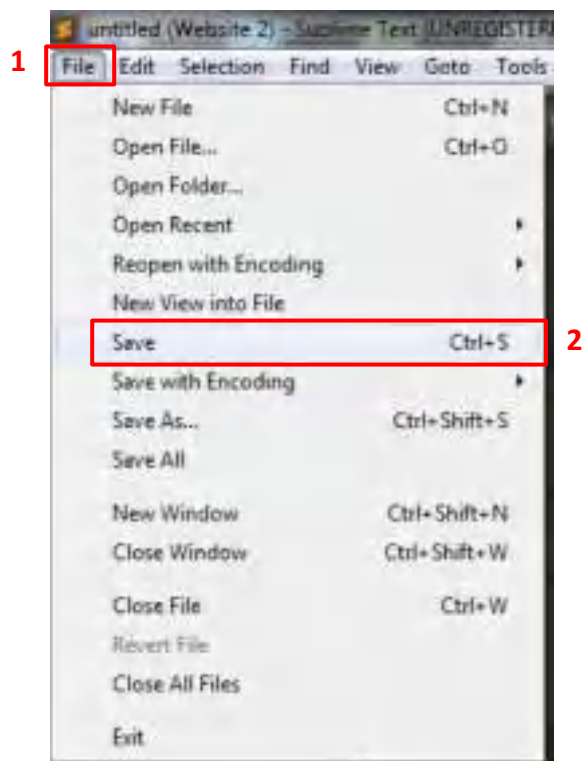 untitled (Website 2) - Sublime Text (UNREGISTER
1 File Edit Selection Find View Goto Tools
New File Ctrl+N
Open File... Ctrl+O
Open Folder...
Open Recent
Reopen with Encoding
New View into File
Save Ctrl+S 2
Save with Encoding
Save As... Ctrl+Shift+S
Save All
New Window Ctrl+Shift+N
Close Window Ctrl+Shift+W
Close File Ctrl+W
Revert File
Close All Files
Exit